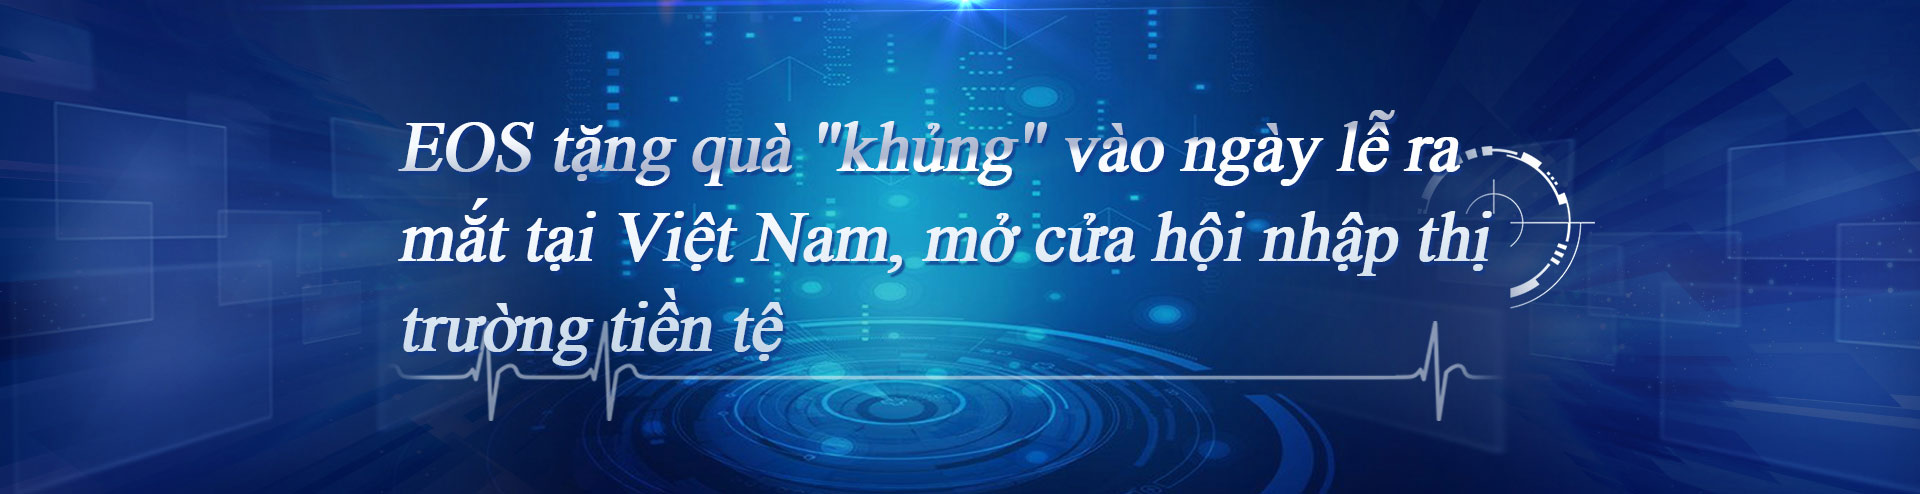 EOS tặng quà "khủng" vào ngày lễ ra
mắt tại Việt Nam, mở cửa hội nhập thị
trường tiền tệ